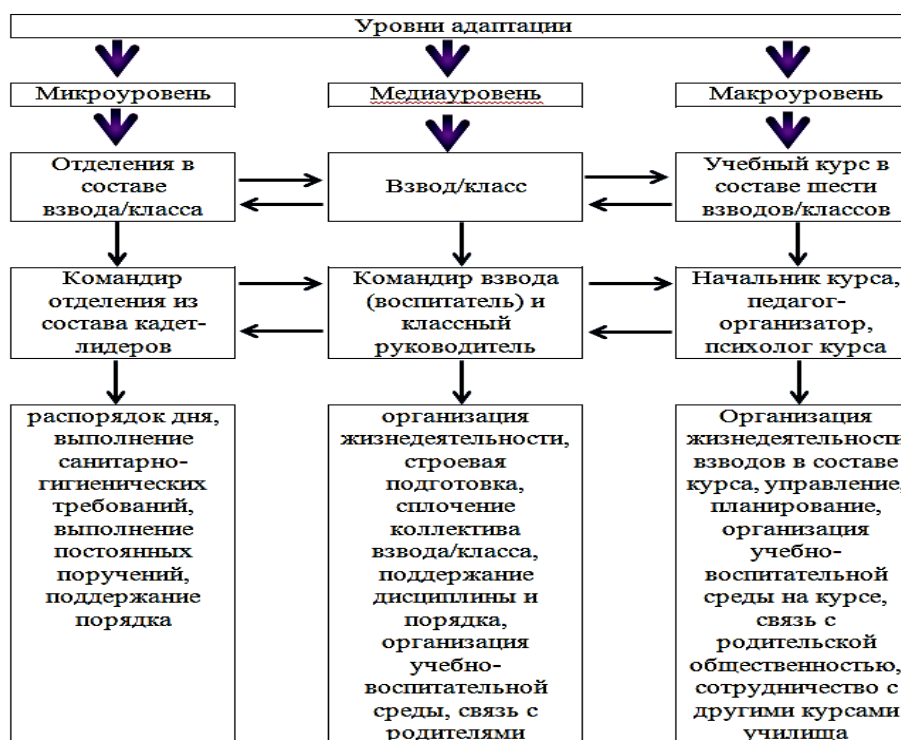 Уровни адаптации
Микроуровень
Медиауровень
Макроуровень
Отделения в
составе
взвода/класса
Взвод/класс
Учебный курс в
составе шести
взводов/классов
Командир
отделения из
состава кадет-
лидеров
Командир взвода
(воспитатель) и
классный
руководитель
Начальник курса,
педагог-
организатор,
психолог курса
распорядок дня,
выполнение
санитарно-
гигиенических
требований,
выполнение
постоянных
поручений,
поддержание
порядка
организация
жизнедеятельности,
строевая
подготовка,
сплочение
коллектива
взвода/класса,
поддержание
дисциплины и
порядка,
организация
учебно-
воспитательной
среды, связь с
родителями
Организация
жизнедеятельности
взводов в составе
курса, управление,
планирование,
организация
учебно-
воспитательной
среды на курсе,
связь с
родительской
общественностью,
сотрудничество с
другими курсами
училища